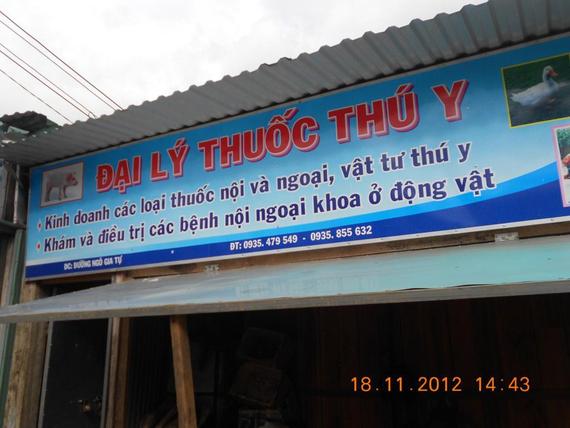 ĐẠI LÝ THUỐC THÚ Y
• Kinh doanh các loại thuốc nội và ngoại, vật tư thú y
• Khám và điều trị các bệnh nội ngoại khoa ở động vật
ĐC: ĐƯỜNG NGÔ GIA TỰ ĐT: 0935. 479 549 - 0935. 855 632
18.11.2012 14:43